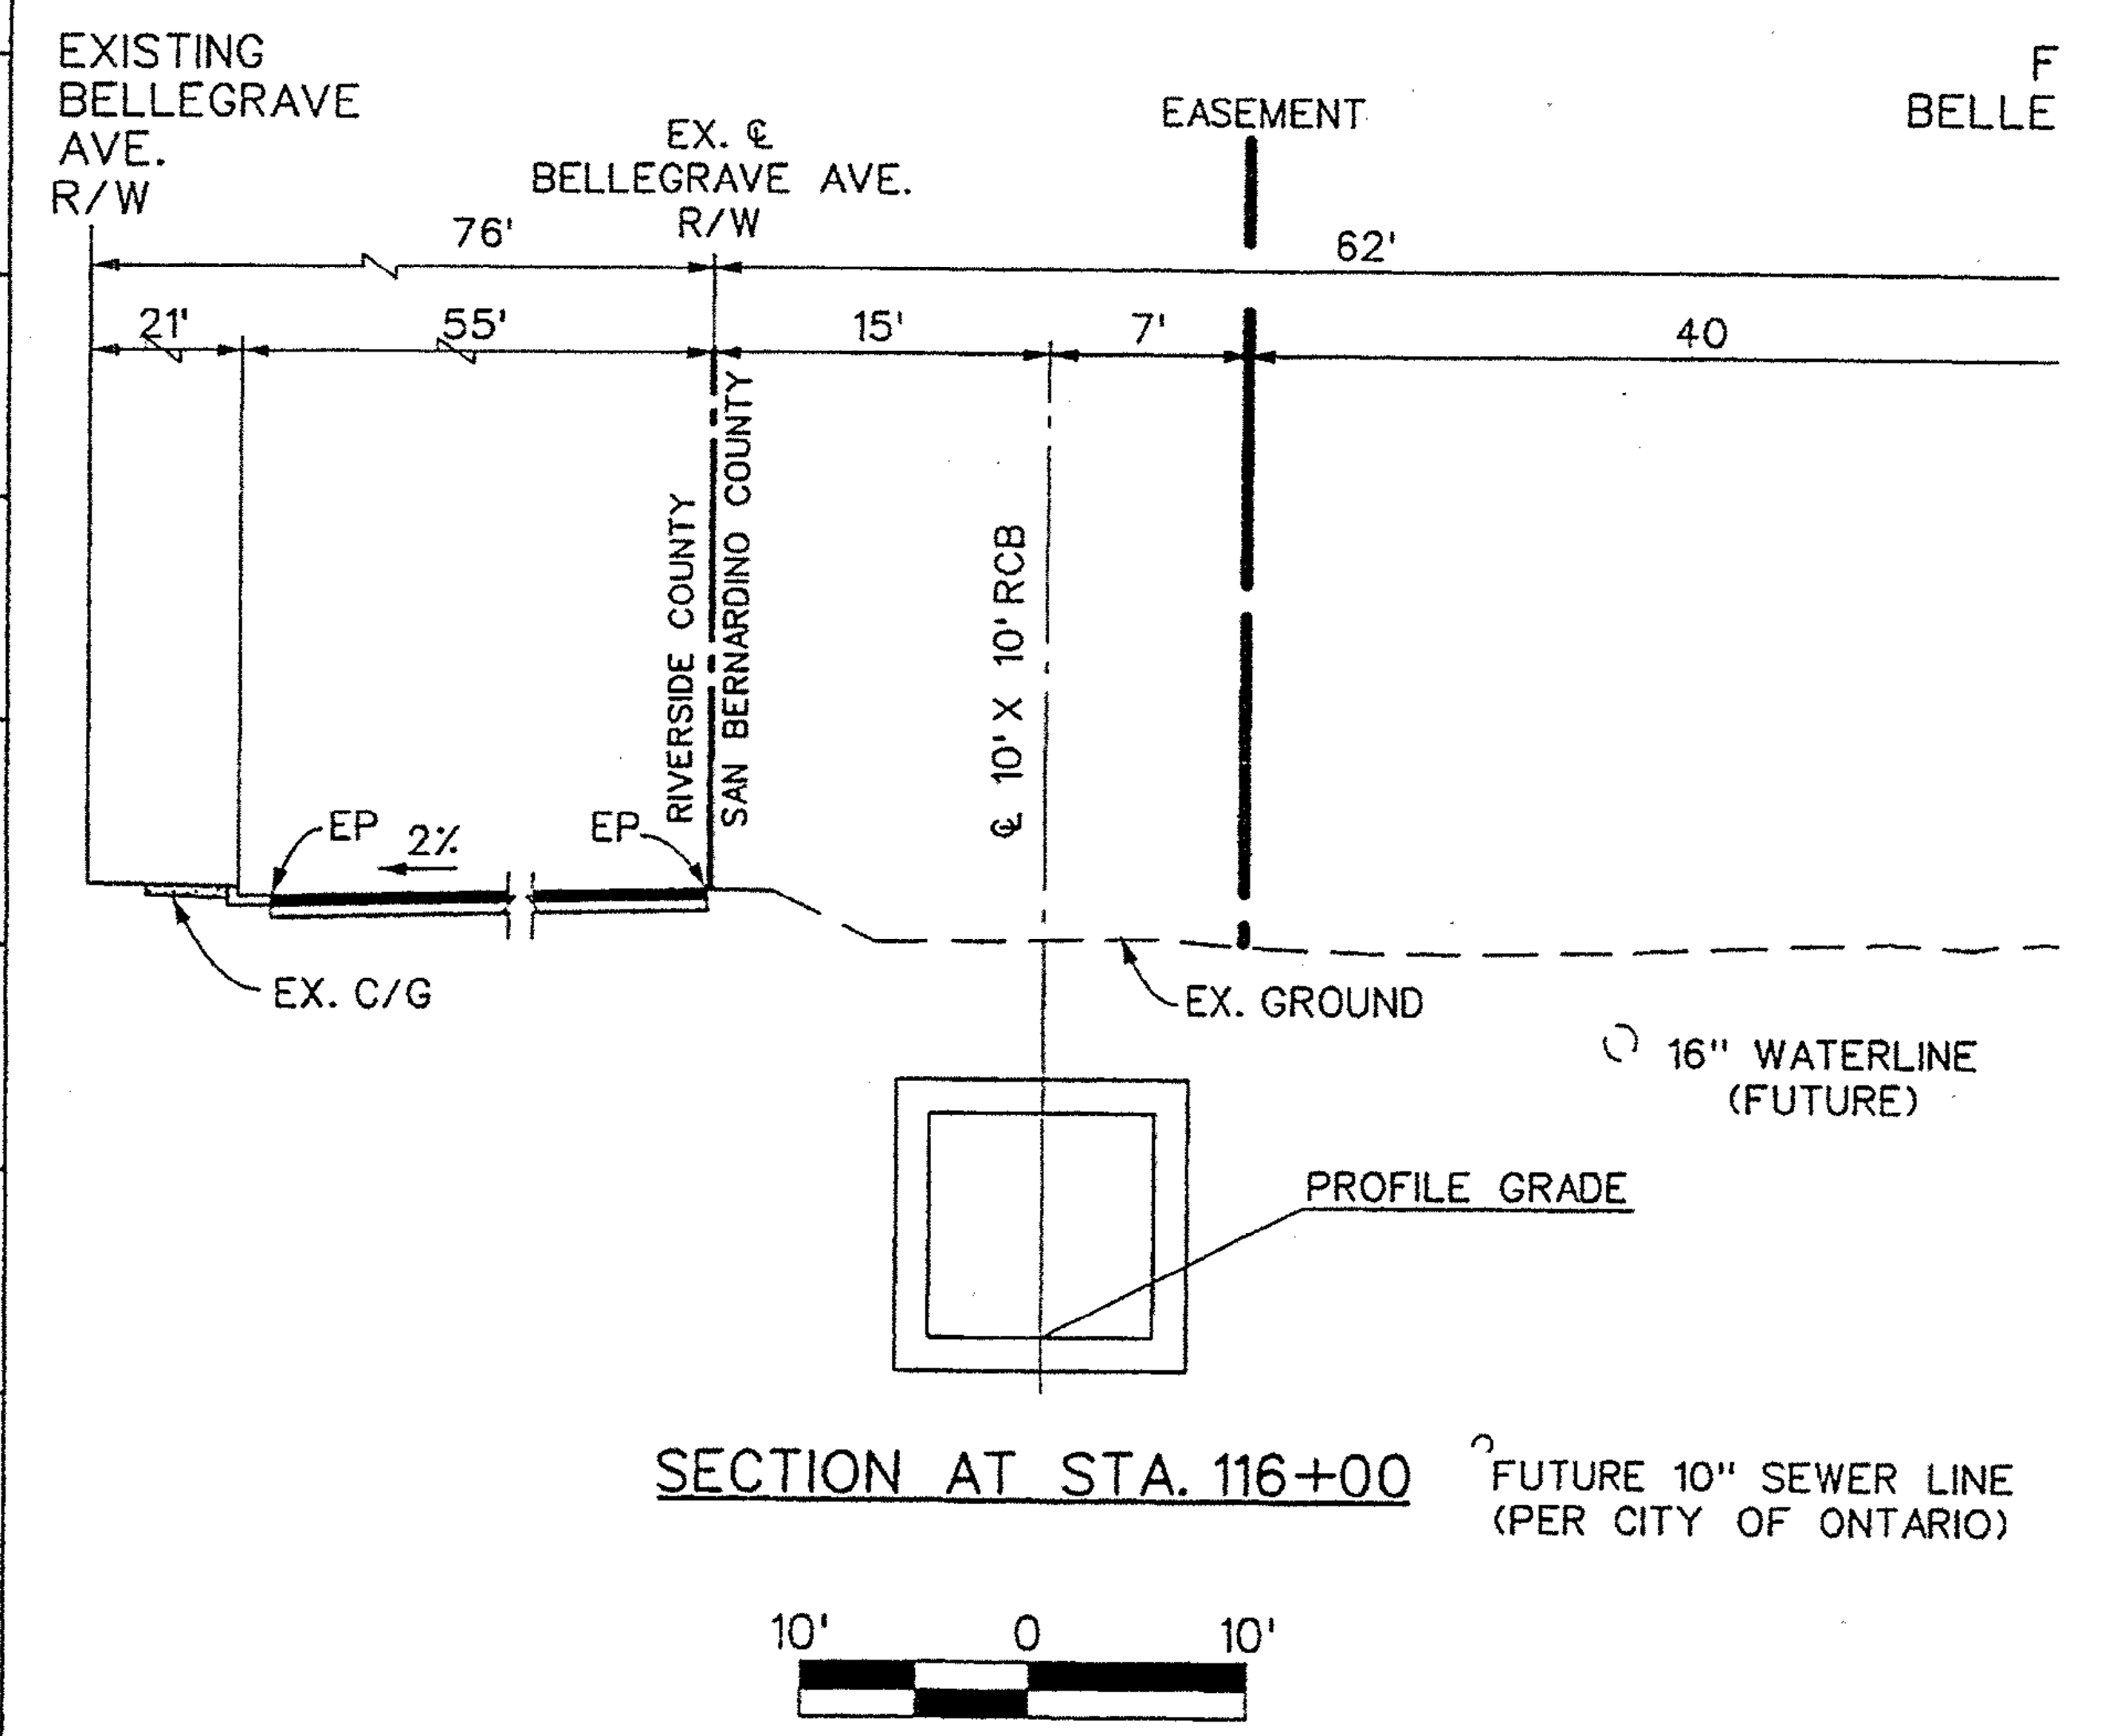 EXISTING
BELLEGRAVE
AVE.
R/W
EX. ℄
BELLEGRAVE AVE.
R/W
EASEMENT
F
BELLE
76'
62'
21'
55'
15'
7'
40
RIVERSIDE COUNTY
SAN BERNARDINO COUNTY
℄ 10' X 10' RCB
EP
2%
EP
EX. C/G
EX. GROUND
16" WATERLINE
(FUTURE)
PROFILE GRADE
SECTION AT STA. 116+00
FUTURE 10" SEWER LINE
(PER CITY OF ONTARIO)
10' 0 10'